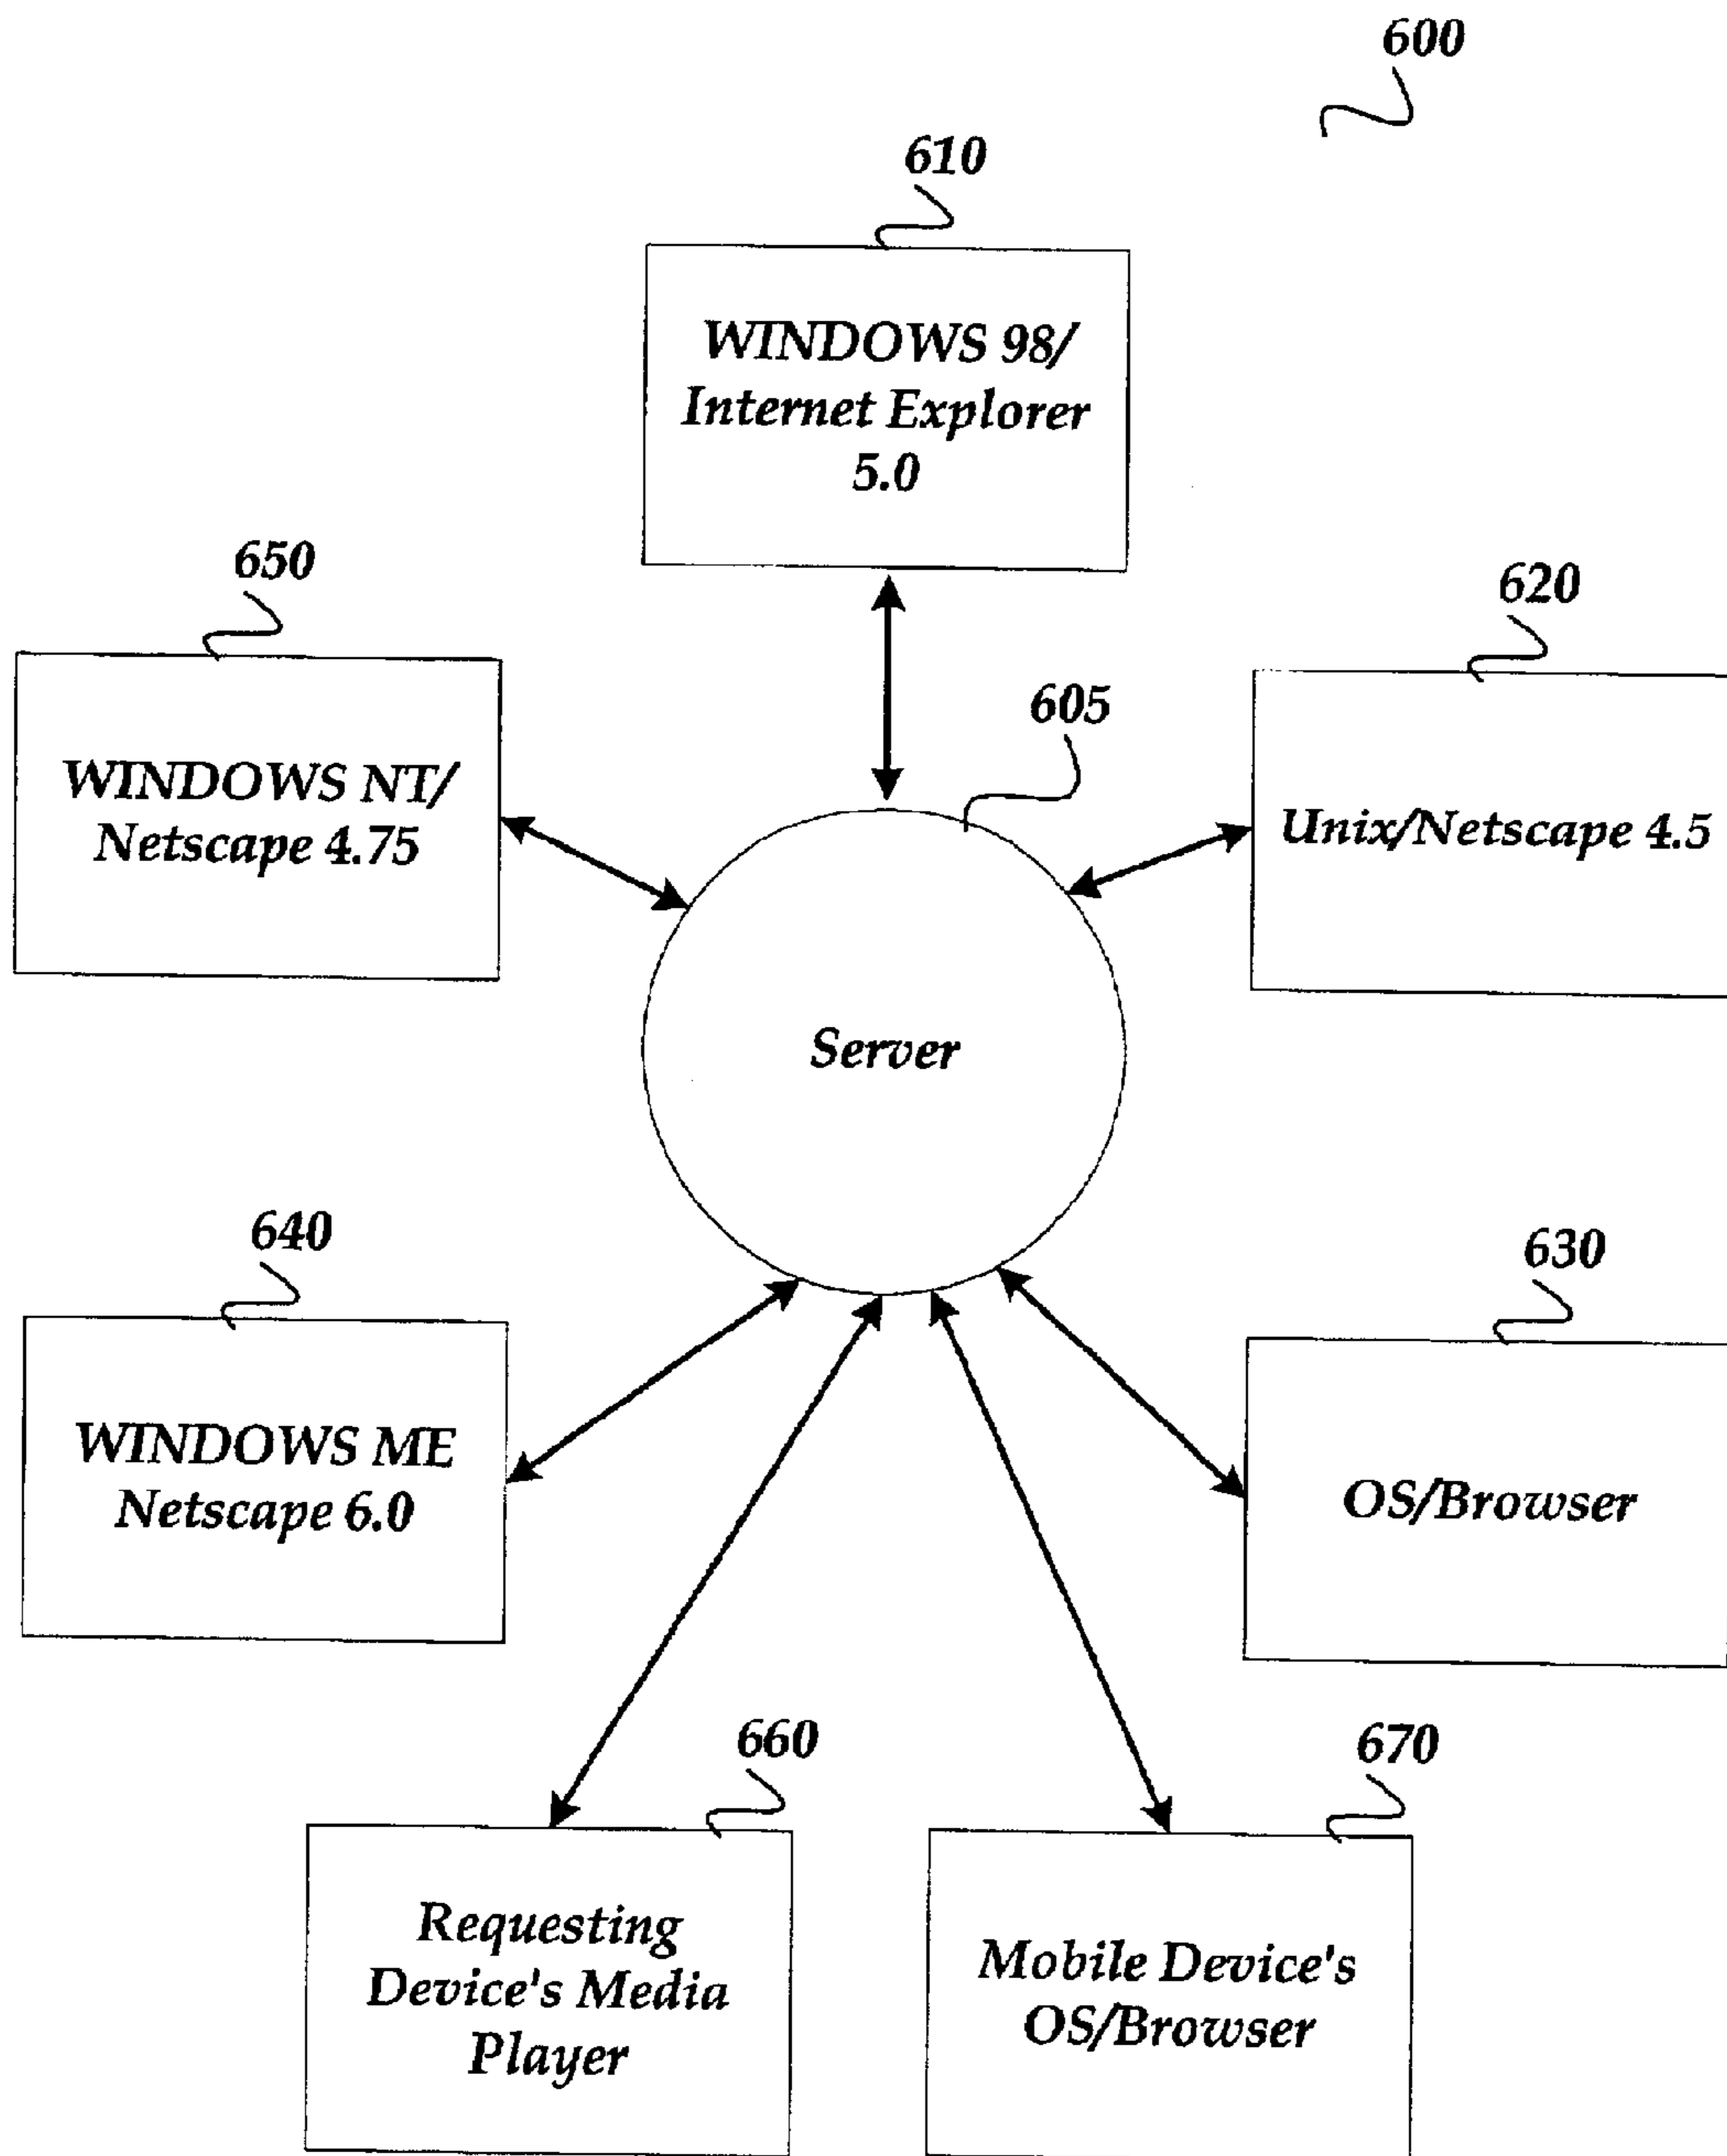 600
610
WINDOWS 98/
Internet Explorer
5.0
650
620
605
WINDOWS NT/
Netscape 4.75
Unix/Netscape 4.5
Server
640
630
WINDOWS ME
Netscape 6.0
OS/Browser
660
670
Requesting
Device's Media
Player
Mobile Device's
OS/Browser